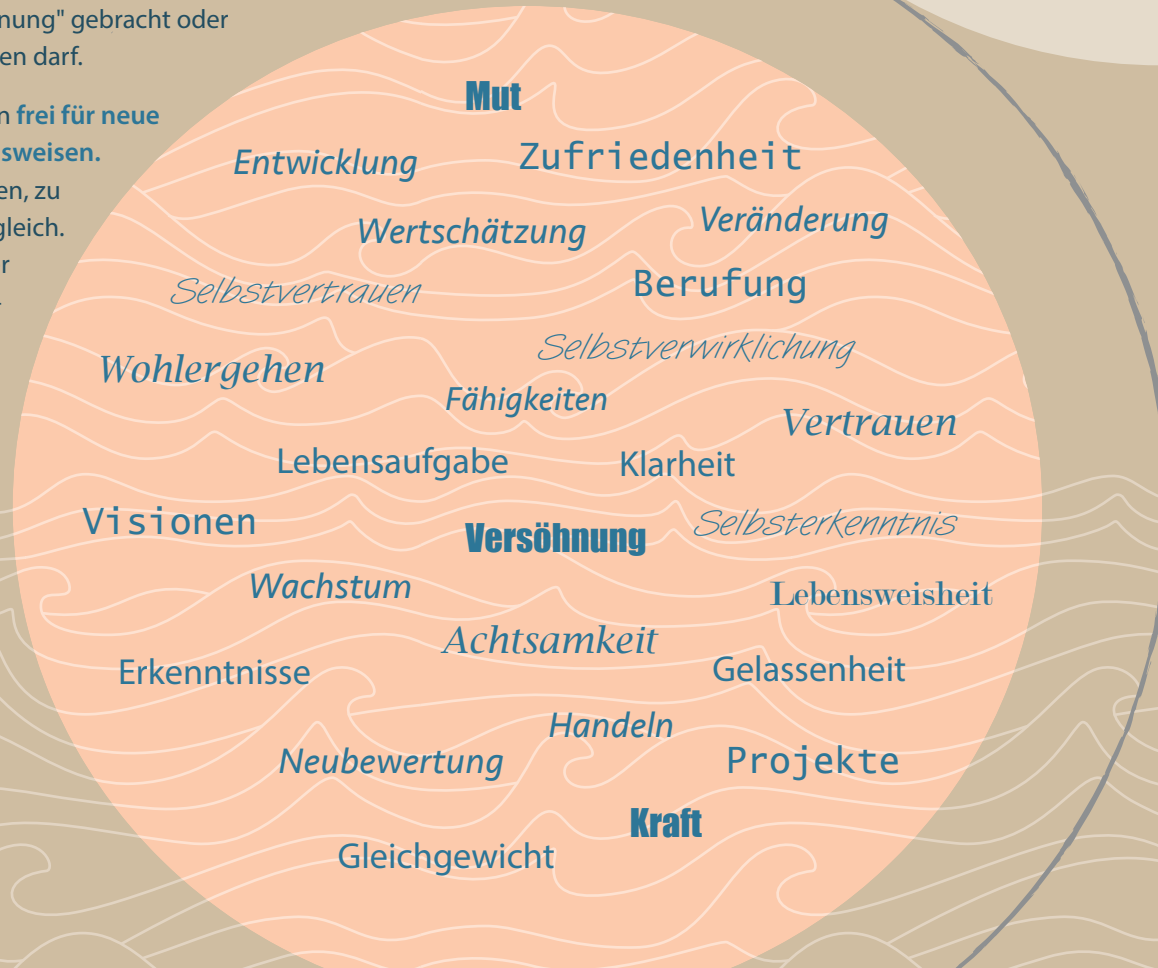 nung" gebracht oder
en darf.
n frei für neue
sweisen.
en, zu
gleich.
r
Mut
Entwicklung
Zufriedenheit
Wertschätzung
Veränderung
Selbstvertrauen
Berufung
Selbstverwirklichung
Wohlergehen
Fähigkeiten
Vertrauen
Lebensaufgabe
Klarheit
Visionen
Versöhnung
Selbsterkenntnis
Wachstum
Lebensweisheit
Achtsamkeit
Erkenntnisse
Gelassenheit
Handeln
Neubewertung
Projekte
Kraft
Gleichgewicht